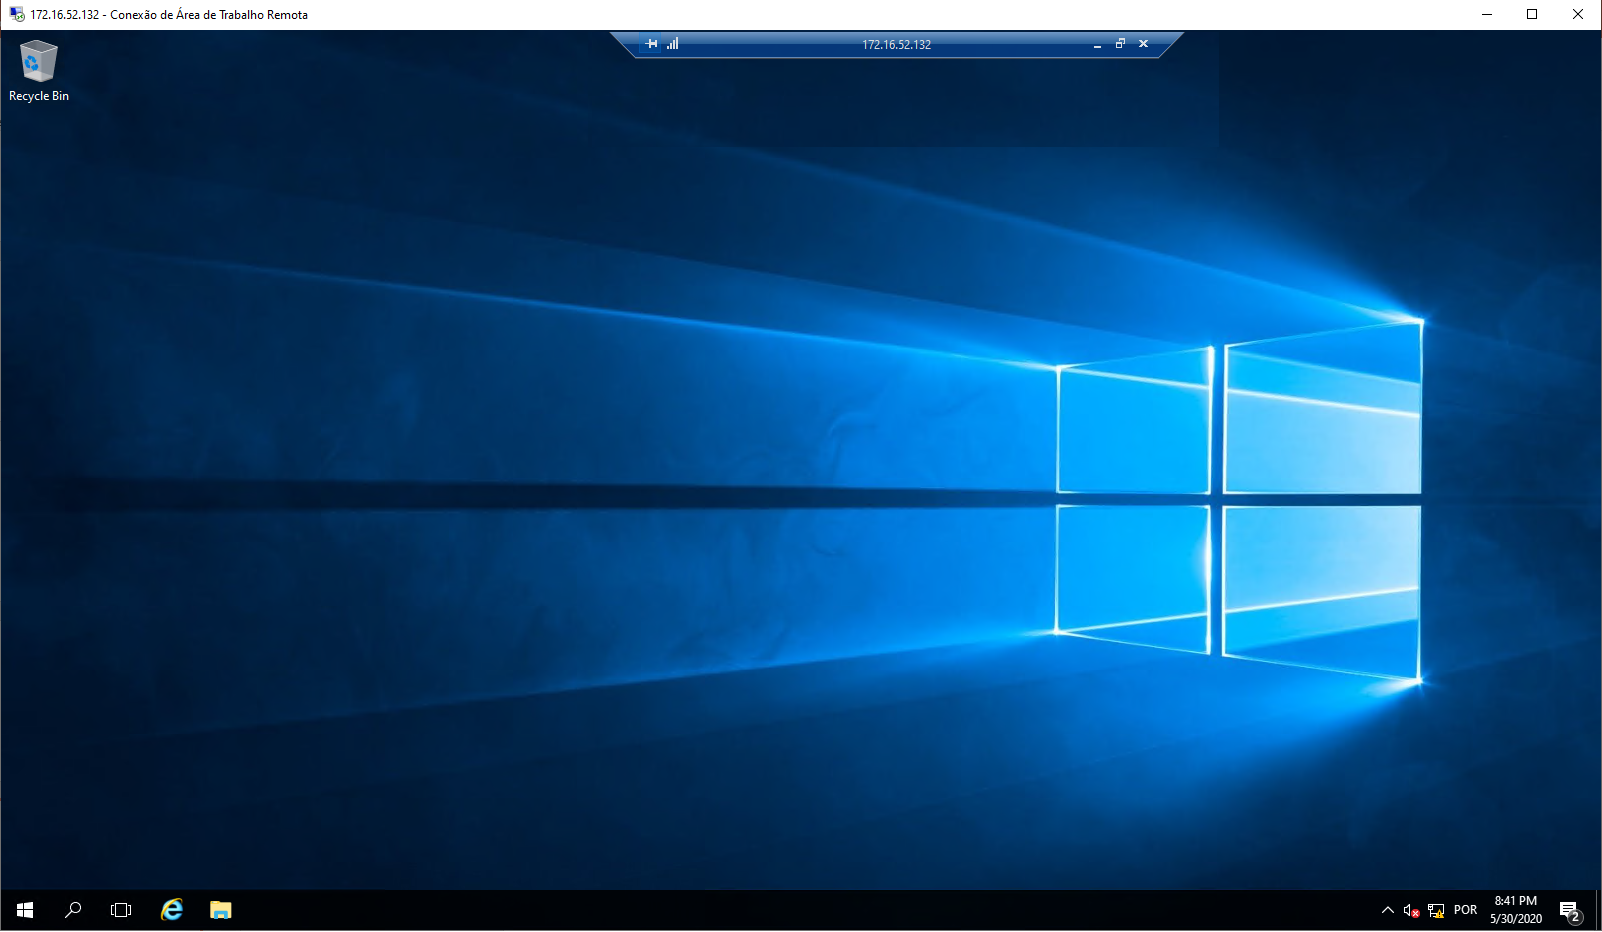 172.16.52.132 - Conexão de Área de Trabalho Remota
172.16.52.132
Recycle Bin
POR
8:41 PM
5/30/2020
2